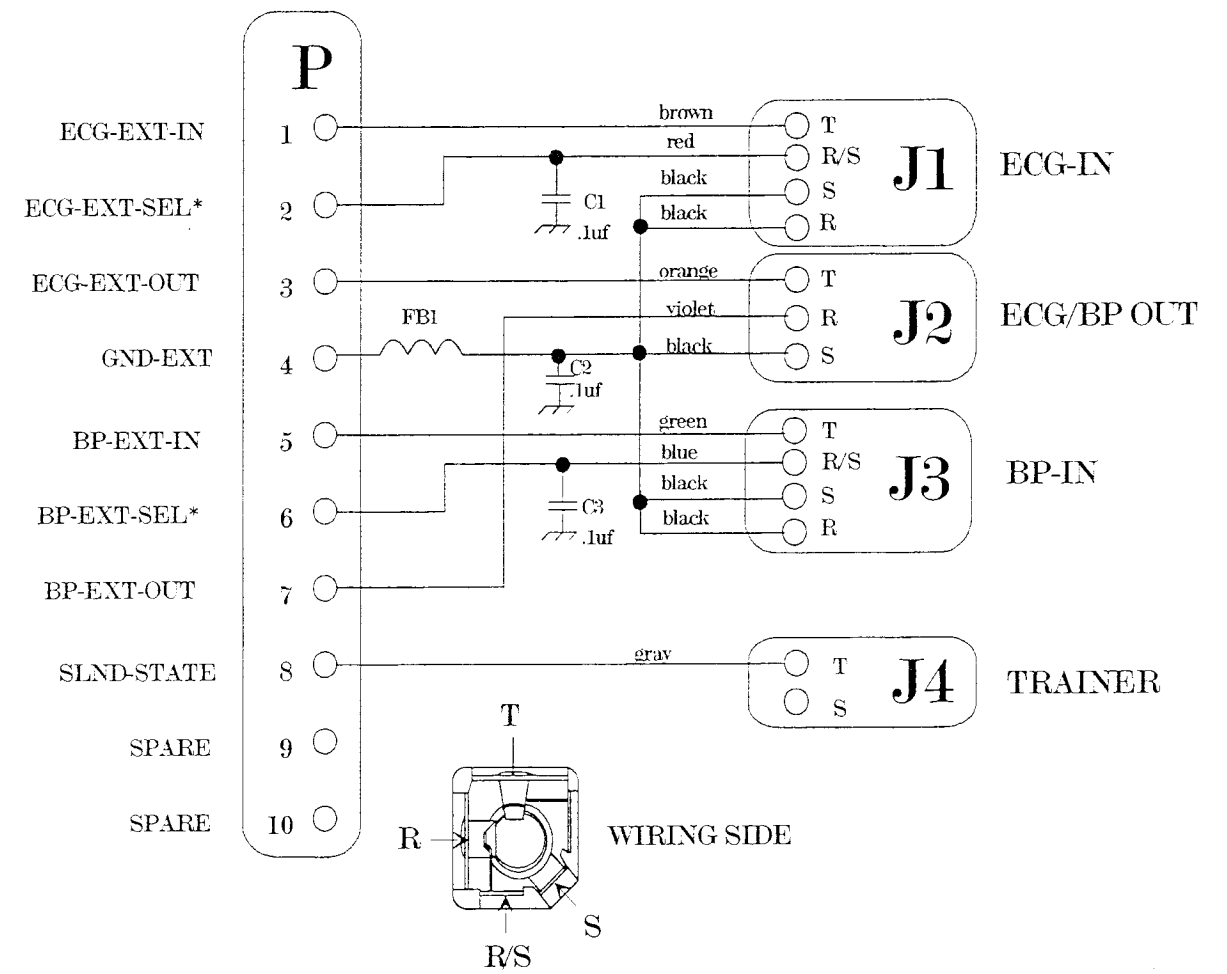 P
ECG-EXT-IN 1
ECG-EXT-SEL* 2
ECG-EXT-OUT 3
GND-EXT 4
BP-EXT-IN 5
BP-EXT-SEL* 6
BP-EXT-OUT 7
SLND-STATE 8
SPARE 9
SPARE 10
FB1
C1
.1uf
C2
.1uf
C3
.1uf
brown
red
black
black
T
R/S
S
R
J1
ECG-IN
orange
violet
black
T
R
S
J2
ECG/BP OUT
green
blue
black
black
T
R/S
S
R
J3
BP-IN
gray
T
S
J4
TRAINER
T
R
WIRING SIDE
S
R/S